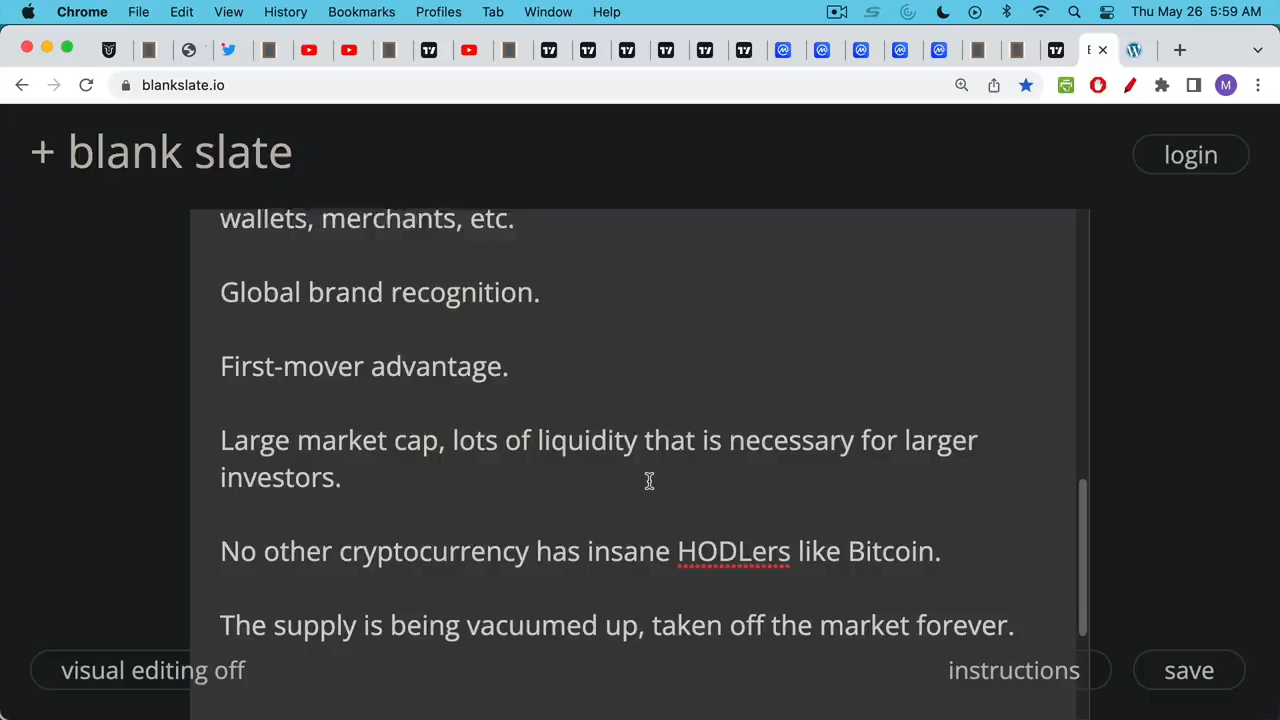 Chrome File Edit View History Bookmarks Profiles Tab Window Help Thu May 26 5:59 AM
blankslate.io M
+ blank slate
login
wallets, merchants, etc.
Global brand recognition.
First-mover advantage.
Large market cap, lots of liquidity that is necessary for larger
investors.
No other cryptocurrency has insane HODLers like Bitcoin.
The supply is being vacuumed up, taken off the market forever.
visual editing off instructions save